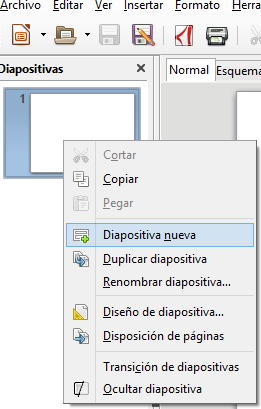 Archivo Editar Ver Insertar Formato Herra
Diapositivas
Normal Esquema
1
Cortar
Copiar
Pegar
Diapositiva nueva
Duplicar diapositiva
Renombrar diapositiva...
Diseño de diapositiva...
Disposición de páginas
Transición de diapositivas
Ocultar diapositiva